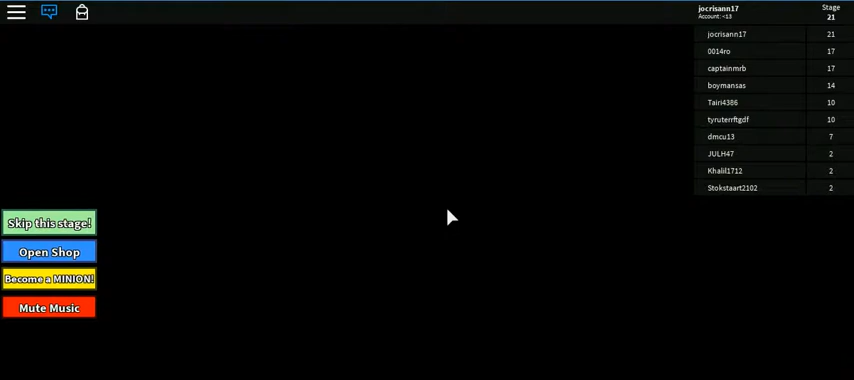 jocrisann17 Stage
Account: <13 21
jocrisann17 21
0014ro 17
captainmrb 17
boymansas 14
Tairi4386 10
tyruterrftgdf 10
dmcu13 7
JULH47 2
Khalil1712 2
Stokstaart2102 2
Skip this stage!
Open Shop
Become a MINION!
Mute Music